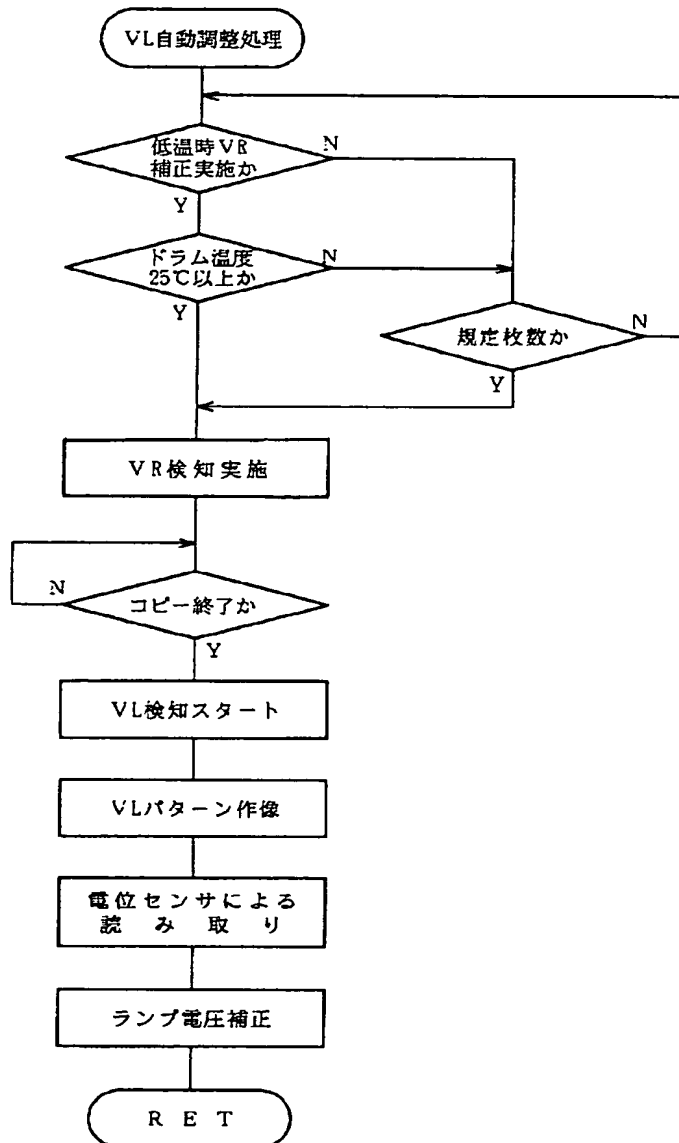 VL自動調整処理
低温時VR
補正実施か
N
Y
ドラム温度
25℃以上か
N
Y
規定枚数か
N
Y
VR検知実施
N
コピー終了か
Y
VL検知スタート
VLパターン作像
電位センサによる
読み取り
ランプ電圧補正
RET